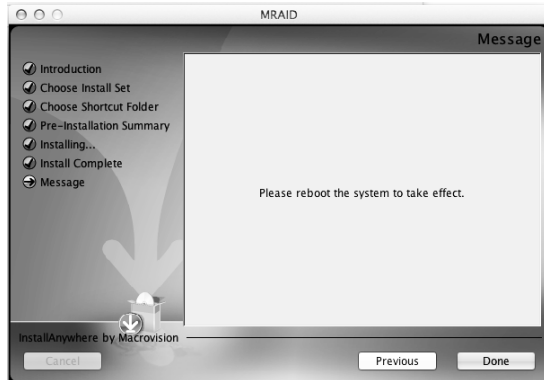 MRAID
Message
Introduction
Choose Install Set
Choose Shortcut Folder
Pre-Installation Summary
Installing...
Install Complete
Message
Please reboot the system to take effect.
InstallAnywhere by Macrovision
Cancel
Previous
Done